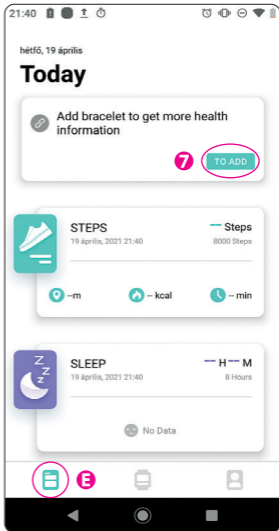 21:40
hétfő, 19 április
Today
Add bracelet to get more health
information
7 TO ADD
STEPS
-- Steps
19 április, 2021 21:40
8000 Steps
--m
-- kcal
-- min
Z Z Z
SLEEP
-- H -- M
19 április, 2021 21:40
8 Hours
No Data
E